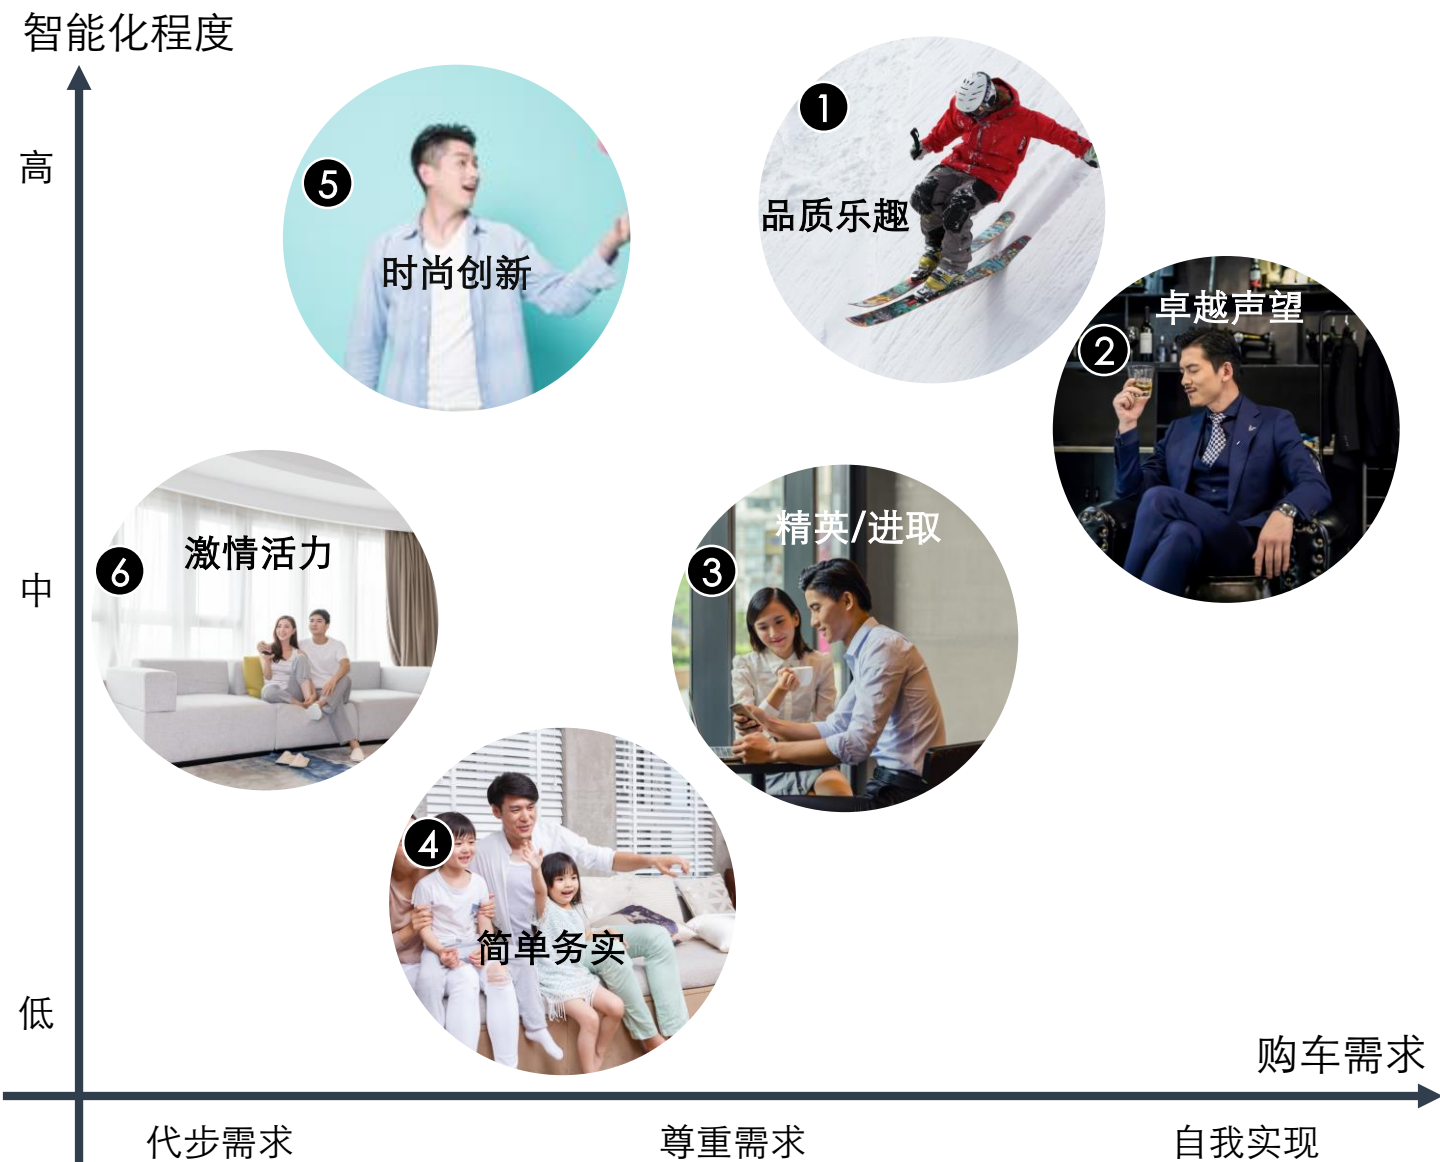 智能化程度
高
1
5
品质乐趣
时尚创新
卓越声望
2
精英/进取
激情活力
3
6
中
4
简单务实
低
购车需求
代步需求
尊重需求
自我实现